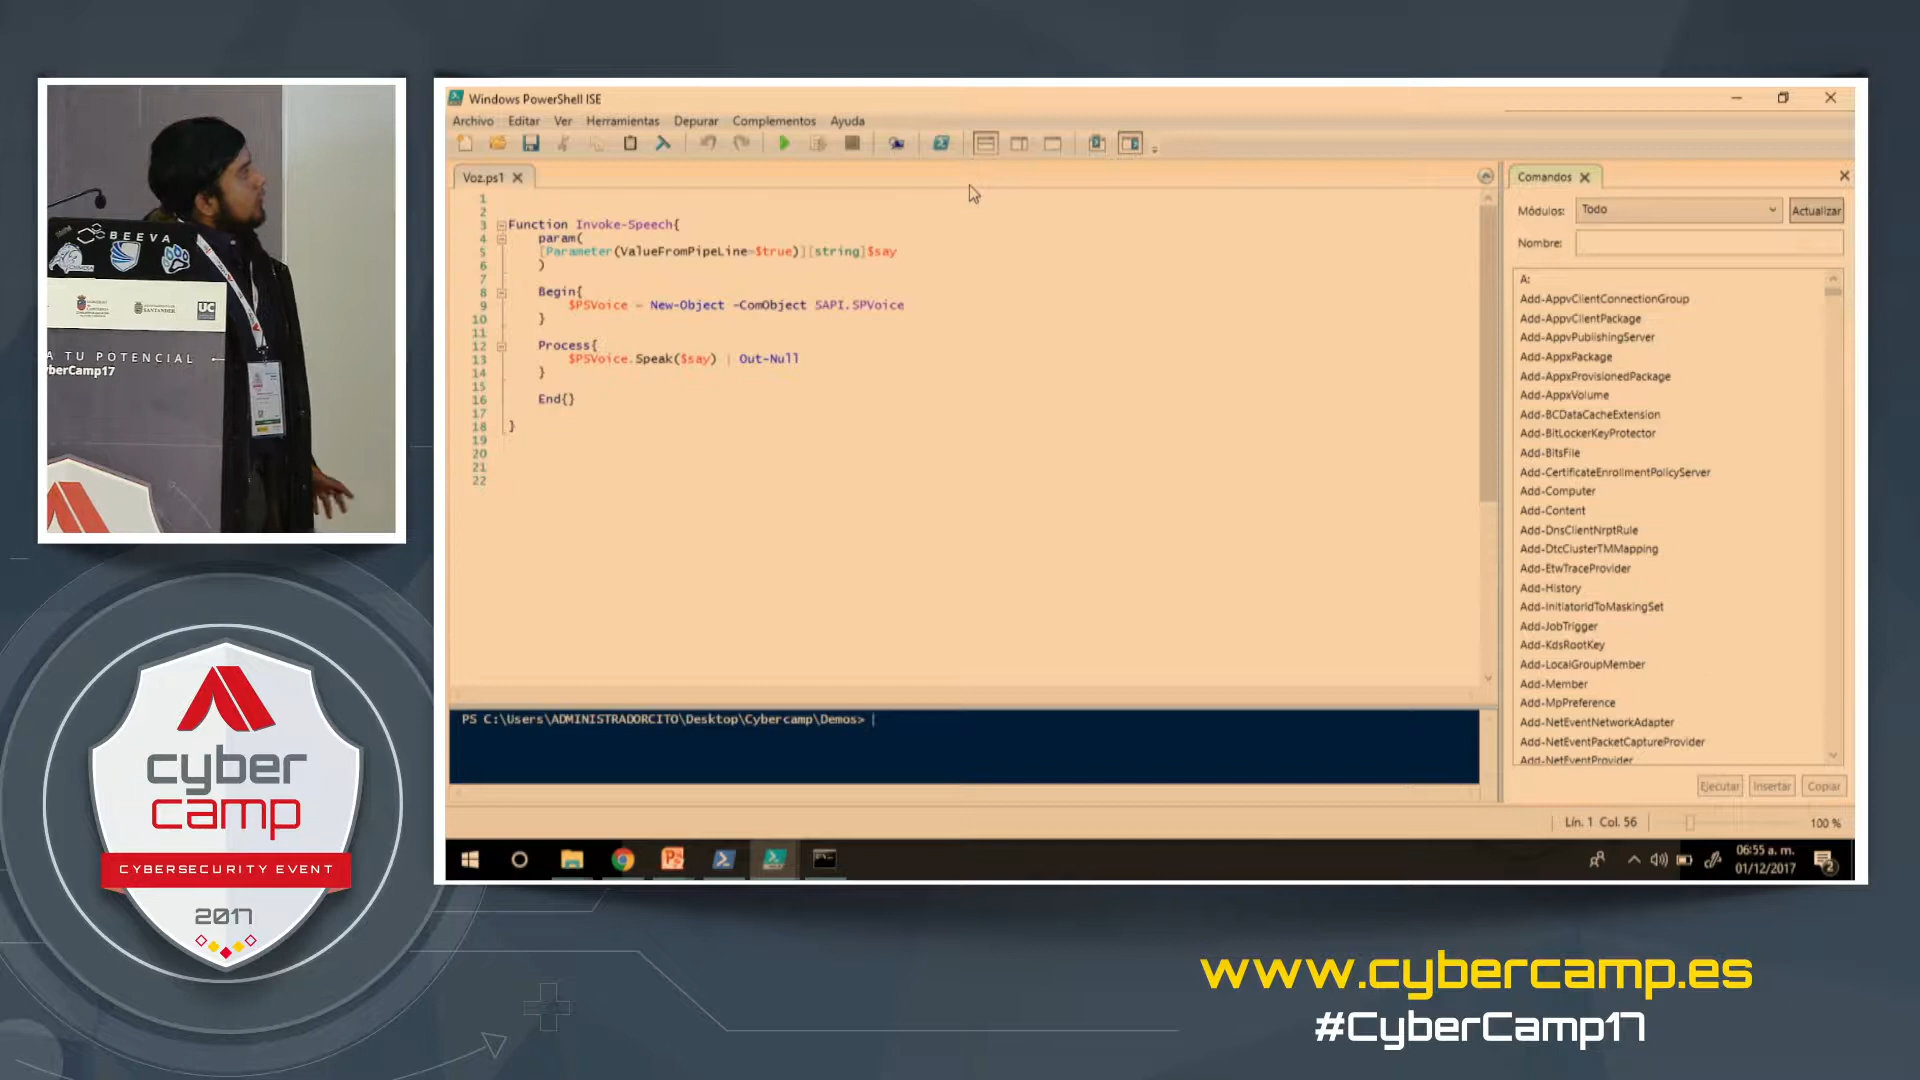 BEEVA
SANTANDER
UC
A TU POTENCIAL
yberCamp17
cyber
camp
CYBERSECURITY EVENT
2017
Windows PowerShell ISE
Archivo Editar Ver Herramientas Depurar Complementos Ayuda
Voz.ps1
1
2
3 Function Invoke-Speech{
4 param(
5 [Parameter(ValueFromPipeLine=$true)][string]$say
6 )
7
8 Begin{
9 $PSVoice = New-Object -ComObject SAPI.SPVoice
10 }
11
12 Process{
13 $PSVoice.Speak($say) | Out-Null
14 }
15
16 End{}
17
18 }
19
20
21
22
PS C:\Users\ADMINISTRADORCITO\Desktop\Cybercamp\Demos>
Comandos
Módulos: Todo Actualizar
Nombre:
A:
Add-AppvClientConnectionGroup
Add-AppvClientPackage
Add-AppvPublishingServer
Add-AppxPackage
Add-AppxProvisionedPackage
Add-AppxVolume
Add-BCDataCacheExtension
Add-BitLockerKeyProtector
Add-BitsFile
Add-CertificateEnrollmentPolicyServer
Add-Computer
Add-Content
Add-DnsClientNrptRule
Add-DtcClusterTMMapping
Add-EtwTraceProvider
Add-History
Add-InitiatorIdToMaskingSet
Add-JobTrigger
Add-KdsRootKey
Add-LocalGroupMember
Add-Member
Add-MpPreference
Add-NetEventNetworkAdapter
Add-NetEventPacketCaptureProvider
Add-NetEventProvider
Ejecutar Insertar Copiar
Lín. 1 Col. 56 100 %
06:55 a. m.
01/12/2017
2
www.cybercamp.es
#CyberCamp17